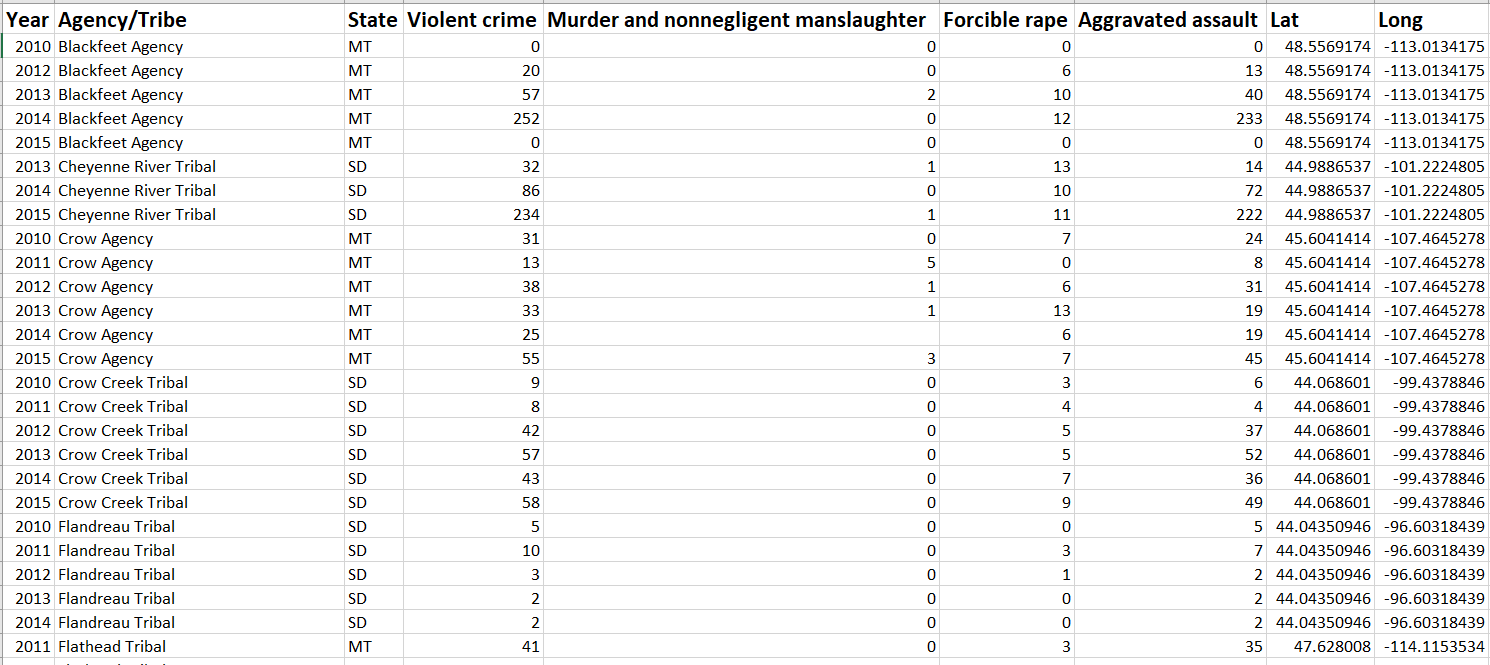 Year Agency/Tribe State Violent crime Murder and nonnegligent manslaughter Forcible rape Aggravated assault Lat Long
2010 Blackfeet Agency MT 0 0 0 0 48.5569174 -113.0134175
2012 Blackfeet Agency MT 20 0 6 13 48.5569174 -113.0134175
2013 Blackfeet Agency MT 57 2 10 40 48.5569174 -113.0134175
2014 Blackfeet Agency MT 252 0 12 233 48.5569174 -113.0134175
2015 Blackfeet Agency MT 0 0 0 0 48.5569174 -113.0134175
2013 Cheyenne River Tribal SD 32 1 13 14 44.9886537 -101.2224805
2014 Cheyenne River Tribal SD 86 0 10 72 44.9886537 -101.2224805
2015 Cheyenne River Tribal SD 234 1 11 222 44.9886537 -101.2224805
2010 Crow Agency MT 31 0 7 24 45.6041414 -107.4645278
2011 Crow Agency MT 13 5 0 8 45.6041414 -107.4645278
2012 Crow Agency MT 38 1 6 31 45.6041414 -107.4645278
2013 Crow Agency MT 33 1 13 19 45.6041414 -107.4645278
2014 Crow Agency MT 25 6 19 45.6041414 -107.4645278
2015 Crow Agency MT 55 3 7 45 45.6041414 -107.4645278
2010 Crow Creek Tribal SD 9 0 3 6 44.068601 -99.4378846
2011 Crow Creek Tribal SD 8 0 4 4 44.068601 -99.4378846
2012 Crow Creek Tribal SD 42 0 5 37 44.068601 -99.4378846
2013 Crow Creek Tribal SD 57 0 5 52 44.068601 -99.4378846
2014 Crow Creek Tribal SD 43 0 7 36 44.068601 -99.4378846
2015 Crow Creek Tribal SD 58 0 9 49 44.068601 -99.4378846
2010 Flandreau Tribal SD 5 0 0 5 44.04350946 -96.60318439
2011 Flandreau Tribal SD 10 0 3 7 44.04350946 -96.60318439
2012 Flandreau Tribal SD 3 0 1 2 44.04350946 -96.60318439
2013 Flandreau Tribal SD 2 0 0 2 44.04350946 -96.60318439
2014 Flandreau Tribal SD 2 0 0 2 44.04350946 -96.60318439
2011 Flathead Tribal MT 41 0 3 35 47.628008 -114.1153534